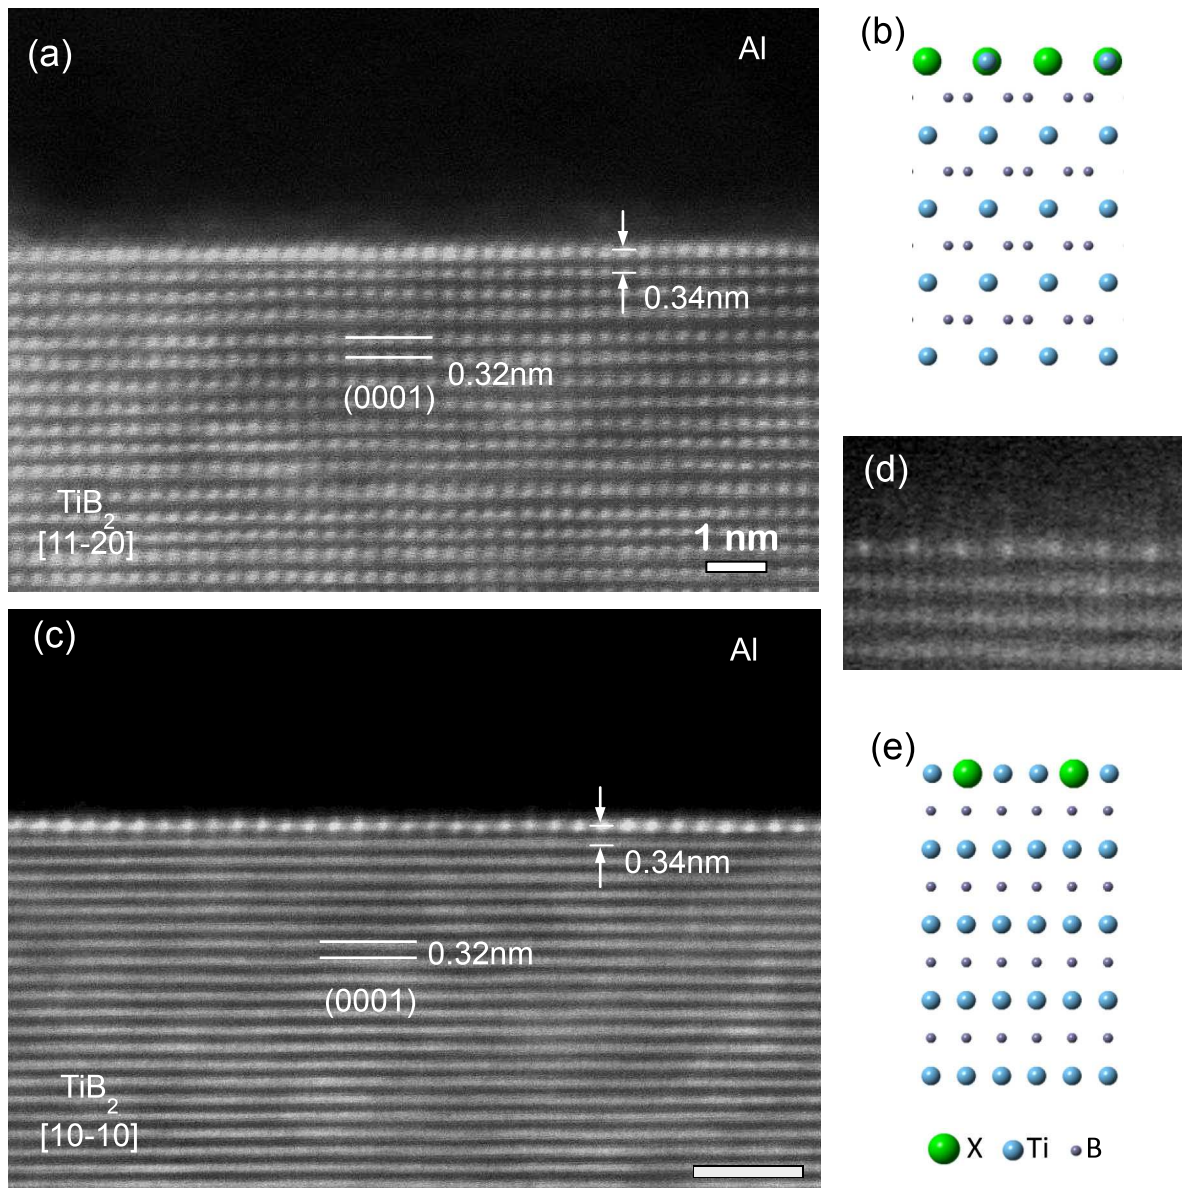 (a)
Al
0.34nm
0.32nm
(0001)
TiB2
[11-20]
1 nm
(b)
(c)
Al
0.34nm
0.32nm
(0001)
TiB2
[10-10]
(d)
(e)
X Ti B